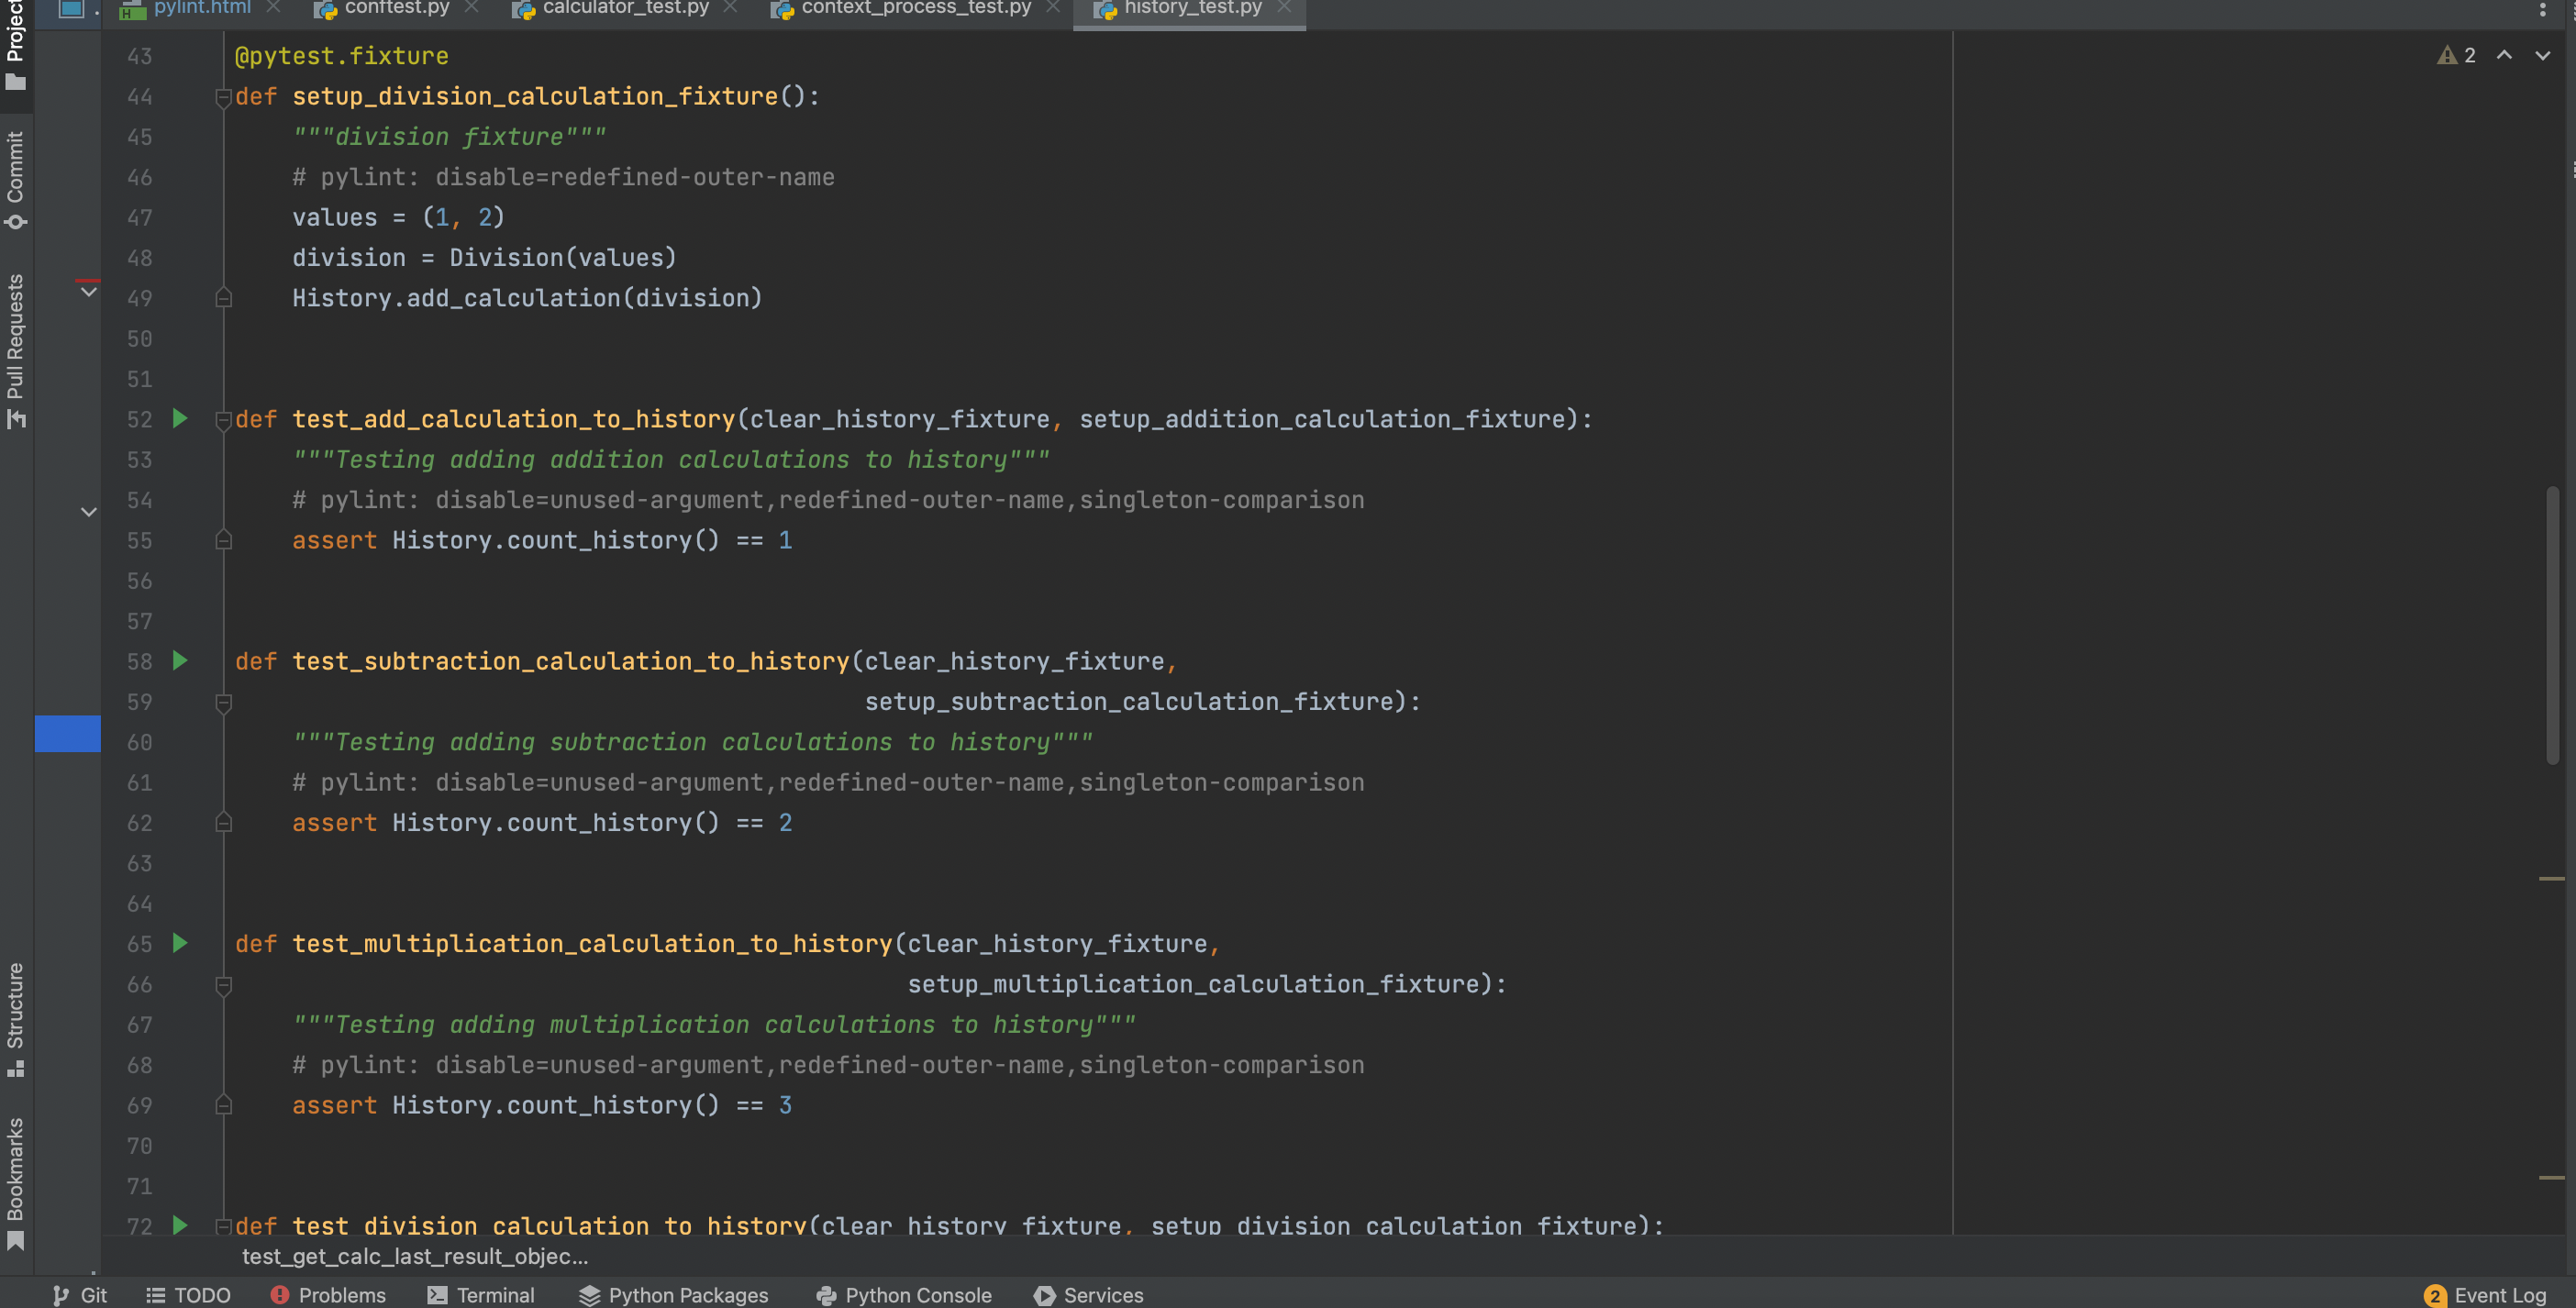 pylint.html conftest.py calculator_test.py context_process_test.py history_test.py
Project
Commit
Pull Requests
Structure
Bookmarks
2
43 @pytest.fixture
44 def setup_division_calculation_fixture():
45 """division fixture"""
46 # pylint: disable=redefined-outer-name
47 values = (1, 2)
48 division = Division(values)
49 History.add_calculation(division)
50
51
52 def test_add_calculation_to_history(clear_history_fixture, setup_addition_calculation_fixture):
53 """Testing adding addition calculations to history"""
54 # pylint: disable=unused-argument,redefined-outer-name,singleton-comparison
55 assert History.count_history() == 1
56
57
58 def test_subtraction_calculation_to_history(clear_history_fixture,
59 setup_subtraction_calculation_fixture):
60 """Testing adding subtraction calculations to history"""
61 # pylint: disable=unused-argument,redefined-outer-name,singleton-comparison
62 assert History.count_history() == 2
63
64
65 def test_multiplication_calculation_to_history(clear_history_fixture,
66 setup_multiplication_calculation_fixture):
67 """Testing adding multiplication calculations to history"""
68 # pylint: disable=unused-argument,redefined-outer-name,singleton-comparison
69 assert History.count_history() == 3
70
71
72 def test_division_calculation_to_history(clear_history_fixture, setup_division_calculation_fixture):
test_get_calc_last_result_objec...
Git TODO Problems Terminal Python Packages Python Console Services 2 Event Log